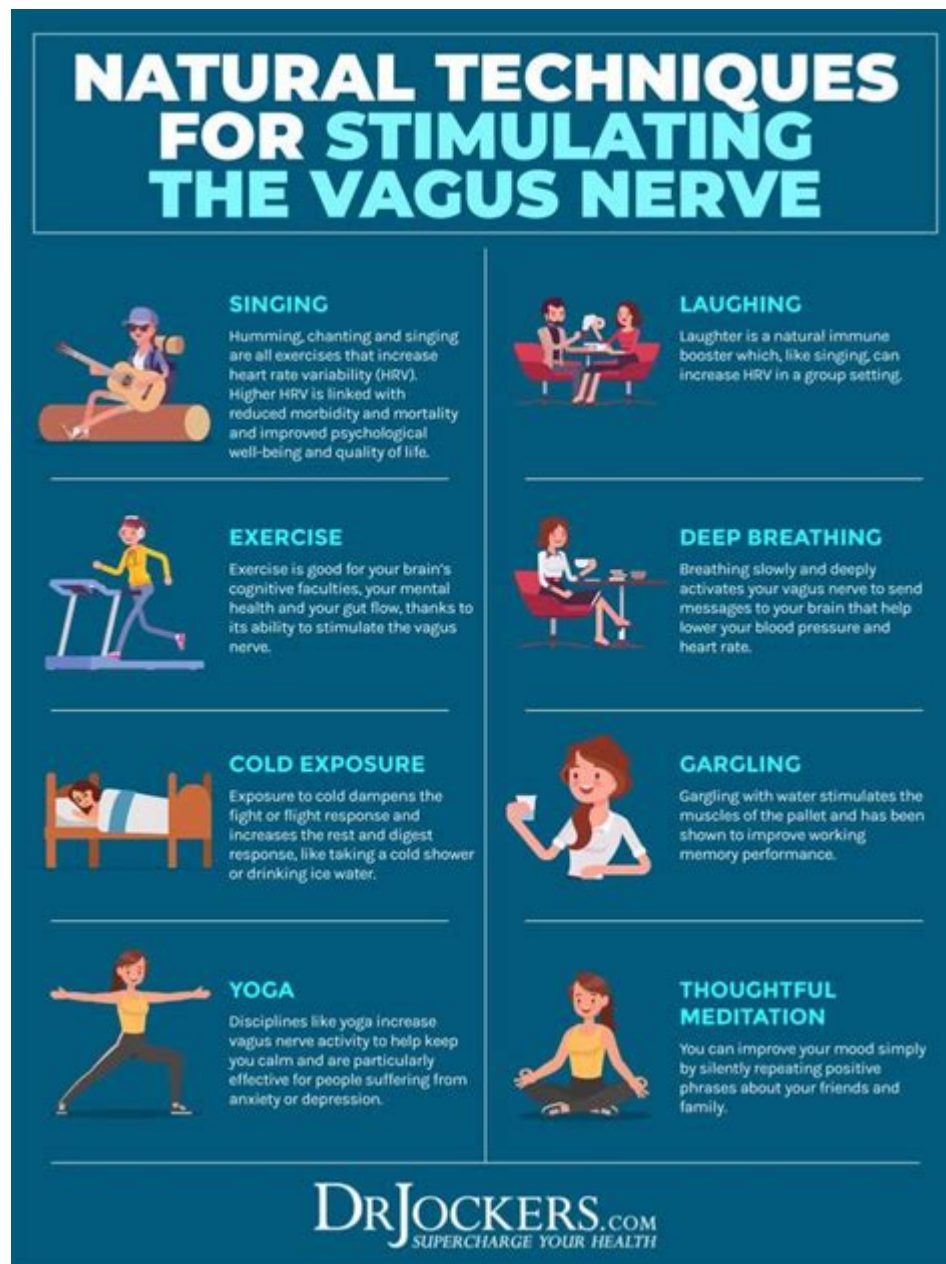 NATURAL TECHNIQUES
FOR STIMULATING
THE VAGUS NERVE
SINGING
Humming, chanting and singing
are all exercises that increase
heart rate variability (HRV).
Higher HRV is linked with
reduced morbidity and mortality
and improved psychological
well-being and quality of life.
LAUGHING
Laughter is a natural immune
booster which, like singing, can
increase HRV in a group setting.
EXERCISE
Exercise is good for your brain's
cognitive faculties, your mental
health and your gut flow, thanks to
its ability to stimulate the vagus
nerve.
DEEP BREATHING
Breathing slowly and deeply
activates your vagus nerve to send
messages to your brain that help
lower your blood pressure and
heart rate.
COLD EXPOSURE
Exposure to cold dampens the
fight or flight response and
increases the rest and digest
response, like taking a cold shower
or drinking ice water.
GARGLING
Gargling with water stimulates the
muscles of the pallet and has been
shown to improve working
memory performance.
YOGA
Disciplines like yoga increase
vagus nerve activity to help keep
you calm and are particularly
effective for people suffering from
anxiety or depression.
THOUGHTFUL
MEDITATION
You can improve your mood simply
by silently repeating positive
phrases about your friends and
family.
DRJOCKERS.COM
SUPERCHARGE YOUR HEALTH